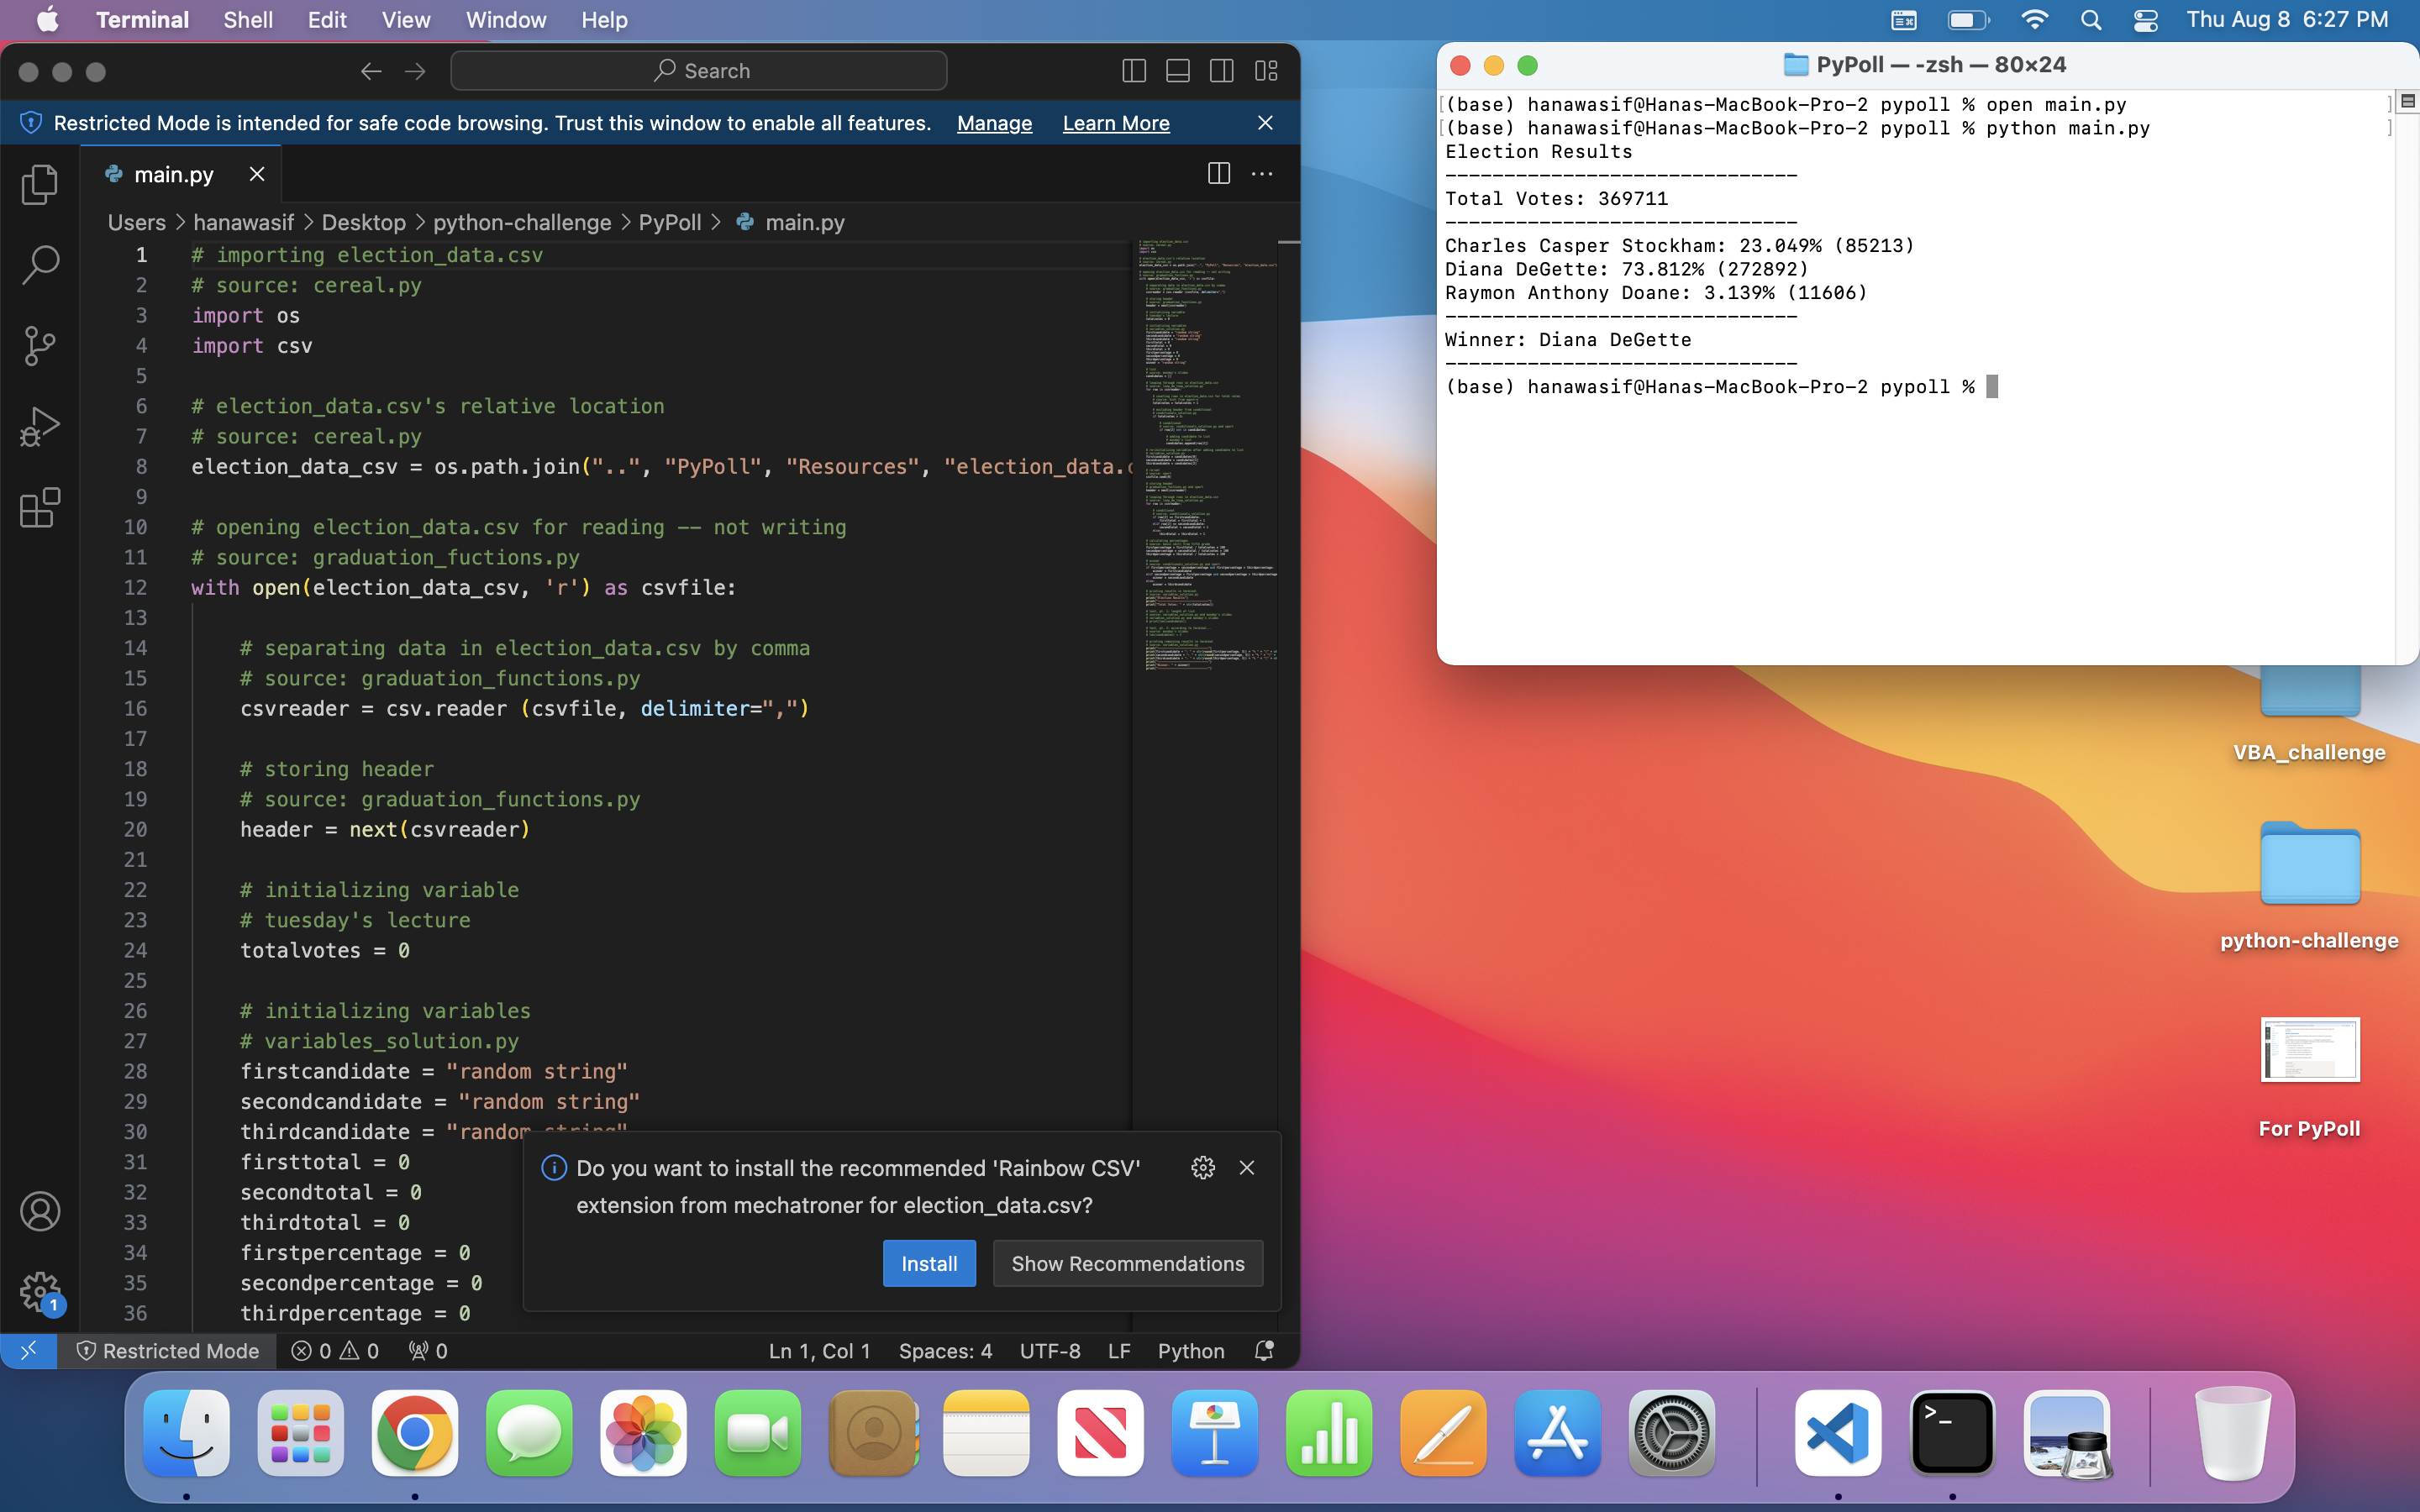 Terminal Shell Edit View Window Help Thu Aug 8 6:27 PM
Search
Restricted Mode is intended for safe code browsing. Trust this window to enable all features. Manage Learn More
main.py
Users > hanawasif > Desktop > python-challenge > PyPoll > main.py
1 # importing election_data.csv
2 # source: cereal.py
3 import os
4 import csv
5
6 # election_data.csv's relative location
7 # source: cereal.py
8 election_data_csv = os.path.join("..", "PyPoll", "Resources", "election_data.c
9
10 # opening election_data.csv for reading -- not writing
11 # source: graduation_fuctions.py
12 with open(election_data_csv, 'r') as csvfile:
13
14 # separating data in election_data.csv by comma
15 # source: graduation_functions.py
16 csvreader = csv.reader (csvfile, delimiter=",")
17
18 # storing header
19 # source: graduation_functions.py
20 header = next(csvreader)
21
22 # initializing variable
23 # tuesday's lecture
24 totalvotes = 0
25
26 # initializing variables
27 # variables_solution.py
28 firstcandidate = "random string"
29 secondcandidate = "random string"
30 thirdcandidate = "random string"
31 firsttotal = 0
32 secondtotal = 0
33 thirdtotal = 0
34 firstpercentage = 0
35 secondpercentage = 0
36 thirdpercentage = 0
Do you want to install the recommended 'Rainbow CSV'
extension from mechatroner for election_data.csv?
Install Show Recommendations
1
Restricted Mode 0 0 0 Ln 1, Col 1 Spaces: 4 UTF-8 LF Python
PyPoll — -zsh — 80×24
[(base) hanawasif@Hanas-MacBook-Pro-2 pypoll % open main.py ]
[(base) hanawasif@Hanas-MacBook-Pro-2 pypoll % python main.py ]
Election Results
------------------------------
Total Votes: 369711
------------------------------
Charles Casper Stockham: 23.049% (85213)
Diana DeGette: 73.812% (272892)
Raymon Anthony Doane: 3.139% (11606)
------------------------------
Winner: Diana DeGette
------------------------------
(base) hanawasif@Hanas-MacBook-Pro-2 pypoll %
VBA_challenge
python-challenge
For PyPoll